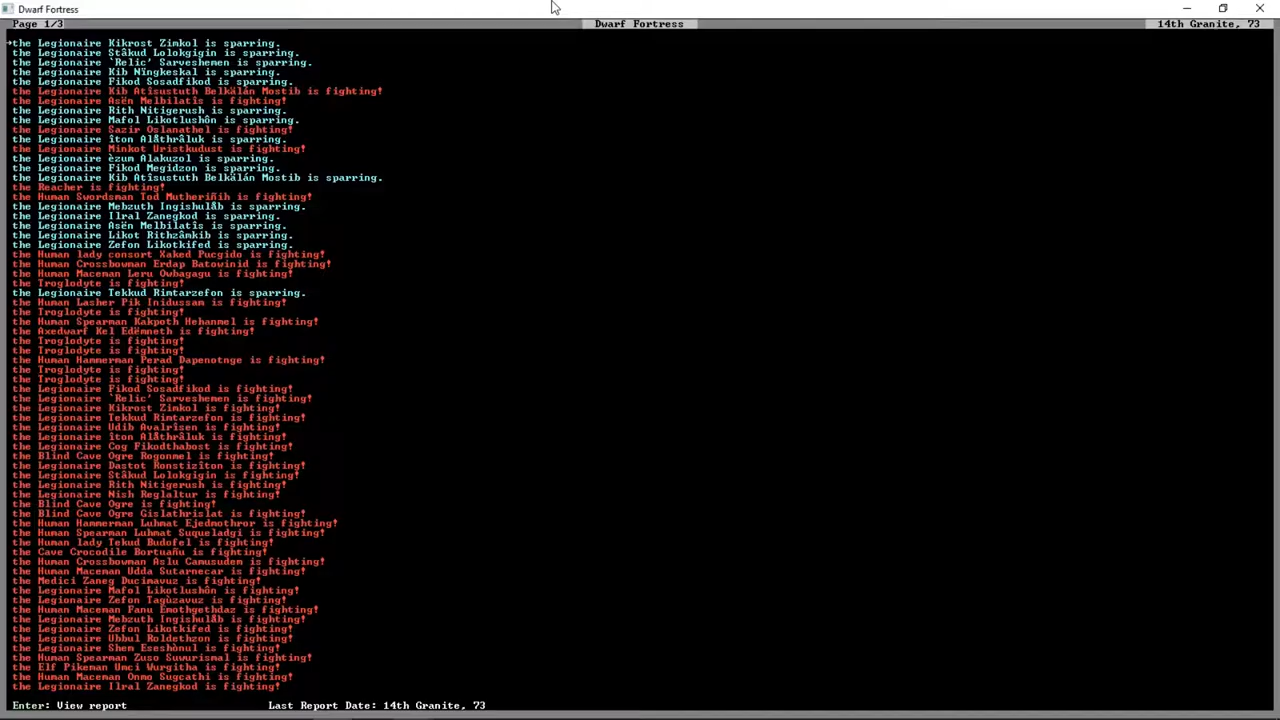 Dwarf Fortress
Page 1/3 Dwarf Fortress 14th Granite, 73
the Legionaire Kikrost Zimkol is sparring.
the Legionaire Stâkud Lolokgigin is sparring.
the Legionaire `Relic' Sarveshemen is sparring.
the Legionaire Kib Nïngkeskal is sparring.
the Legionaire Fikod Sosadfikod is sparring.
the Legionaire Kib Atîsustuth Belkälán Mostib is fighting!
the Legionaire Asën Melbilatîs is fighting!
the Legionaire Rith Nitigerush is sparring.
the Legionaire Mafol Likotlushôn is sparring.
the Legionaire Sazir Oslanathel is fighting!
the Legionaire îton Alåthrâluk is sparring.
the Legionaire Minkot Uristkudust is fighting!
the Legionaire èzum Alakuzol is sparring.
the Legionaire Fikod Megidzon is sparring.
the Legionaire Kib Atîsustuth Belkälán Mostib is sparring.
the Reacher is fighting!
the Human Swordsman Tod Mutheriñih is fighting!
the Legionaire Mebzuth Ingishulåb is sparring.
the Legionaire Ilral Zanegkod is sparring.
the Legionaire Asën Melbilatîs is sparring.
the Legionaire Likot Rithzâmkib is sparring.
the Legionaire Zefon Likotkifed is sparring.
the Human lady consort Xaked Pucgido is fighting!
the Human Crossbowman Erdap Batowinid is fighting!
the Human Maceman Leru Owbagagu is fighting!
the Troglodyte is fighting!
the Legionaire Tekkud Rimtarzefon is sparring.
the Human Lasher Pik Inidussam is fighting!
the Troglodyte is fighting!
the Human Spearman Kakpoth Hehanmel is fighting!
the Axedwarf Kel Edëmneth is fighting!
the Troglodyte is fighting!
the Troglodyte is fighting!
the Human Hammerman Perad Dapenotnge is fighting!
the Troglodyte is fighting!
the Troglodyte is fighting!
the Legionaire Fikod Sosadfikod is fighting!
the Legionaire `Relic' Sarveshemen is fighting!
the Legionaire Kikrost Zimkol is fighting!
the Legionaire Tekkud Rimtarzefon is fighting!
the Legionaire Udib Avalrîsen is fighting!
the Legionaire îton Alåthrâluk is fighting!
the Legionaire Cog Fikodthabost is fighting!
the Blind Cave Ogre Rogonmel is fighting!
the Legionaire Dastot Ronstizîton is fighting!
the Legionaire Stâkud Lolokgigin is fighting!
the Legionaire Rith Nitigerush is fighting!
the Legionaire Nish Reglaltur is fighting!
the Blind Cave Ogre is fighting!
the Blind Cave Ogre Gislathrislat is fighting!
the Human Hammerman Luhmat Ejedmothror is fighting!
the Human Spearman Luhmat Suqueladgi is fighting!
the Human lady Tekud Budofel is fighting!
the Cave Crocodile Bortuañu is fighting!
the Human Crossbowman Aslu Gamusudem is fighting!
the Human Maceman Udda Sutarnecar is fighting!
the Medici Zaneg Ducimavuz is fighting!
the Legionaire Mafol Likotlushôn is fighting!
the Legionaire Zefon Tagùzavuz is fighting!
the Human Maceman Fanu Emothgethdaz is fighting!
the Legionaire Mebzuth Ingishulåb is fighting!
the Legionaire Zefon Likotkifed is fighting!
the Legionaire Ubbul Roldethzon is fighting!
the Legionaire Shem Eseshònul is fighting!
the Human Spearman Zuso Suwurismal is fighting!
the Elf Pikeman Umci Wurgitha is fighting!
the Human Maceman Onmo Sugcathi is fighting!
the Legionaire Ilral Zanegkod is fighting!
Enter: View report Last Report Date: 14th Granite, 73